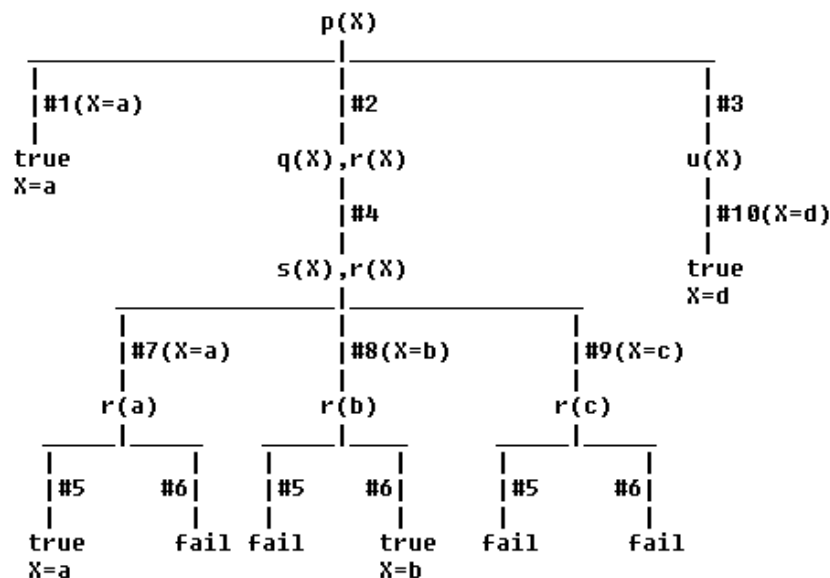 p(X)
#1(X=a) #2 #3
true q(X),r(X) u(X)
X=a
#4 #10(X=d)
s(X),r(X) true
X=d
#7(X=a) #8(X=b) #9(X=c)
r(a) r(b) r(c)
#5 #6 #5 #6 #5 #6
true fail fail true fail fail
X=a X=b